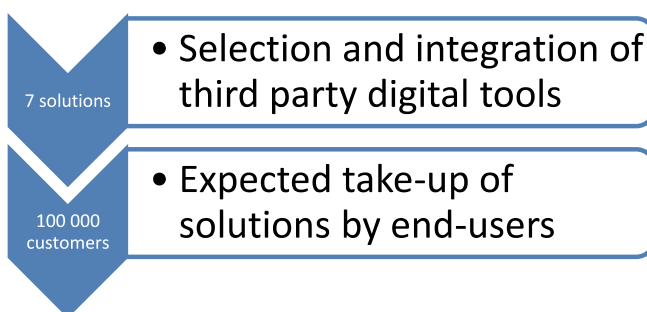 7 solutions
• Selection and integration of
third party digital tools
100 000
customers
• Expected take-up of
solutions by end-users